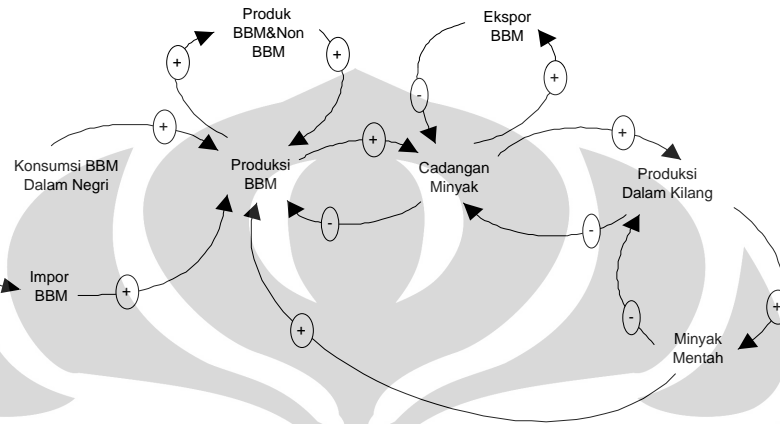 Produk
BBM&Non
BBM
Ekspor
BBM
+
+
-
+
+
+
+
Konsumsi BBM
Dalam Negri
Produksi
BBM
Cadangan
Minyak
Produksi
Dalam Kilang
-
-
Impor
BBM
+
+
-
+
Minyak
Mentah